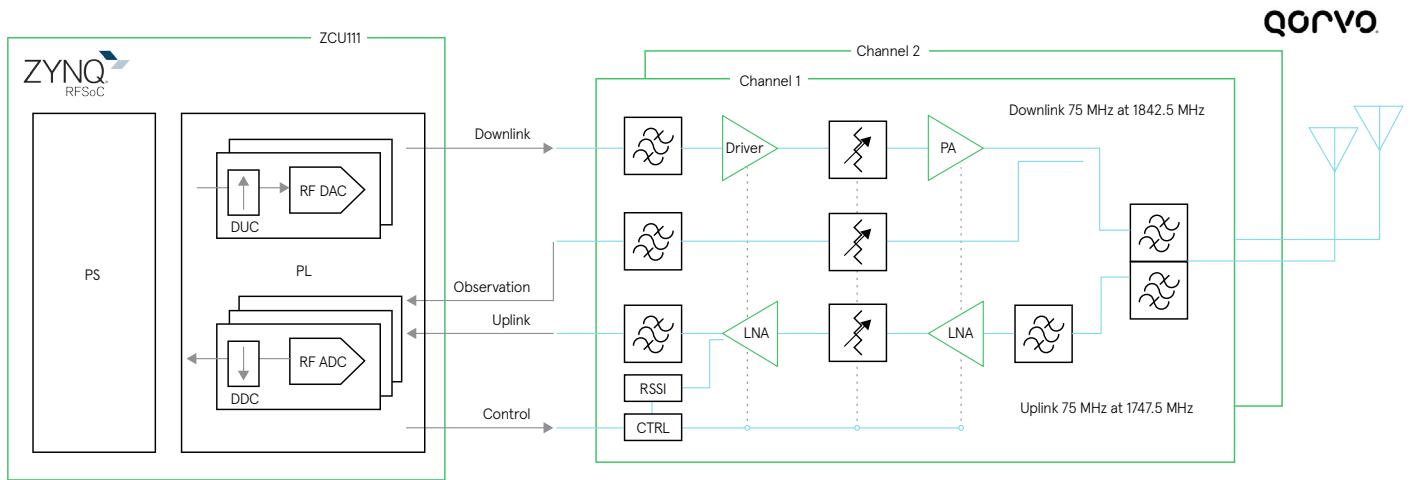 QORVO
ZCU111
ZYNQ
RFSoC
Channel 2
Channel 1
Downlink 75 MHz at 1842.5 MHz
Downlink
Driver
PA
RF DAC
DUC
PS
PL
Observation
Uplink
LNA
LNA
RF ADC
DDC
RSSI
Control
CTRL
Uplink 75 MHz at 1747.5 MHz